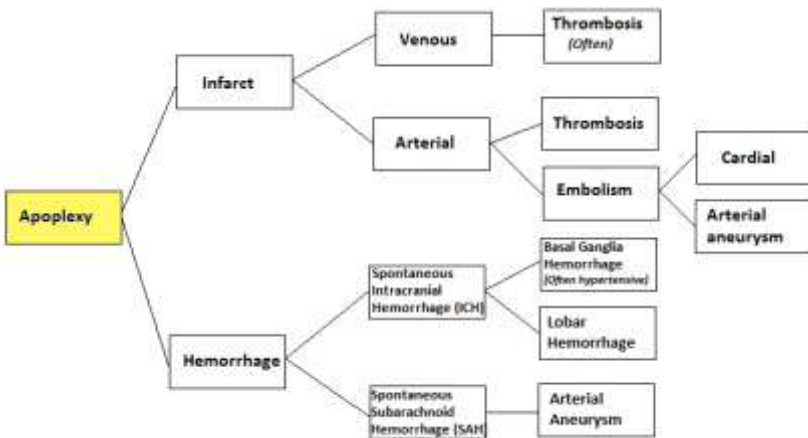 Apoplexy
Infarct
Venous
Thrombosis
(Often)
Arterial
Thrombosis
Embolism
Cardial
Arterial
aneurysm
Hemorrhage
Spontaneous
Intracranial
Hemorrhage (ICH)
Basal Ganglia
Hemorrhage
(Often hypertensive)
Lobar
Hemorrhage
Spontaneous
Subarachnoid
Hemorrhage (SAH)
Arterial
Aneurysm